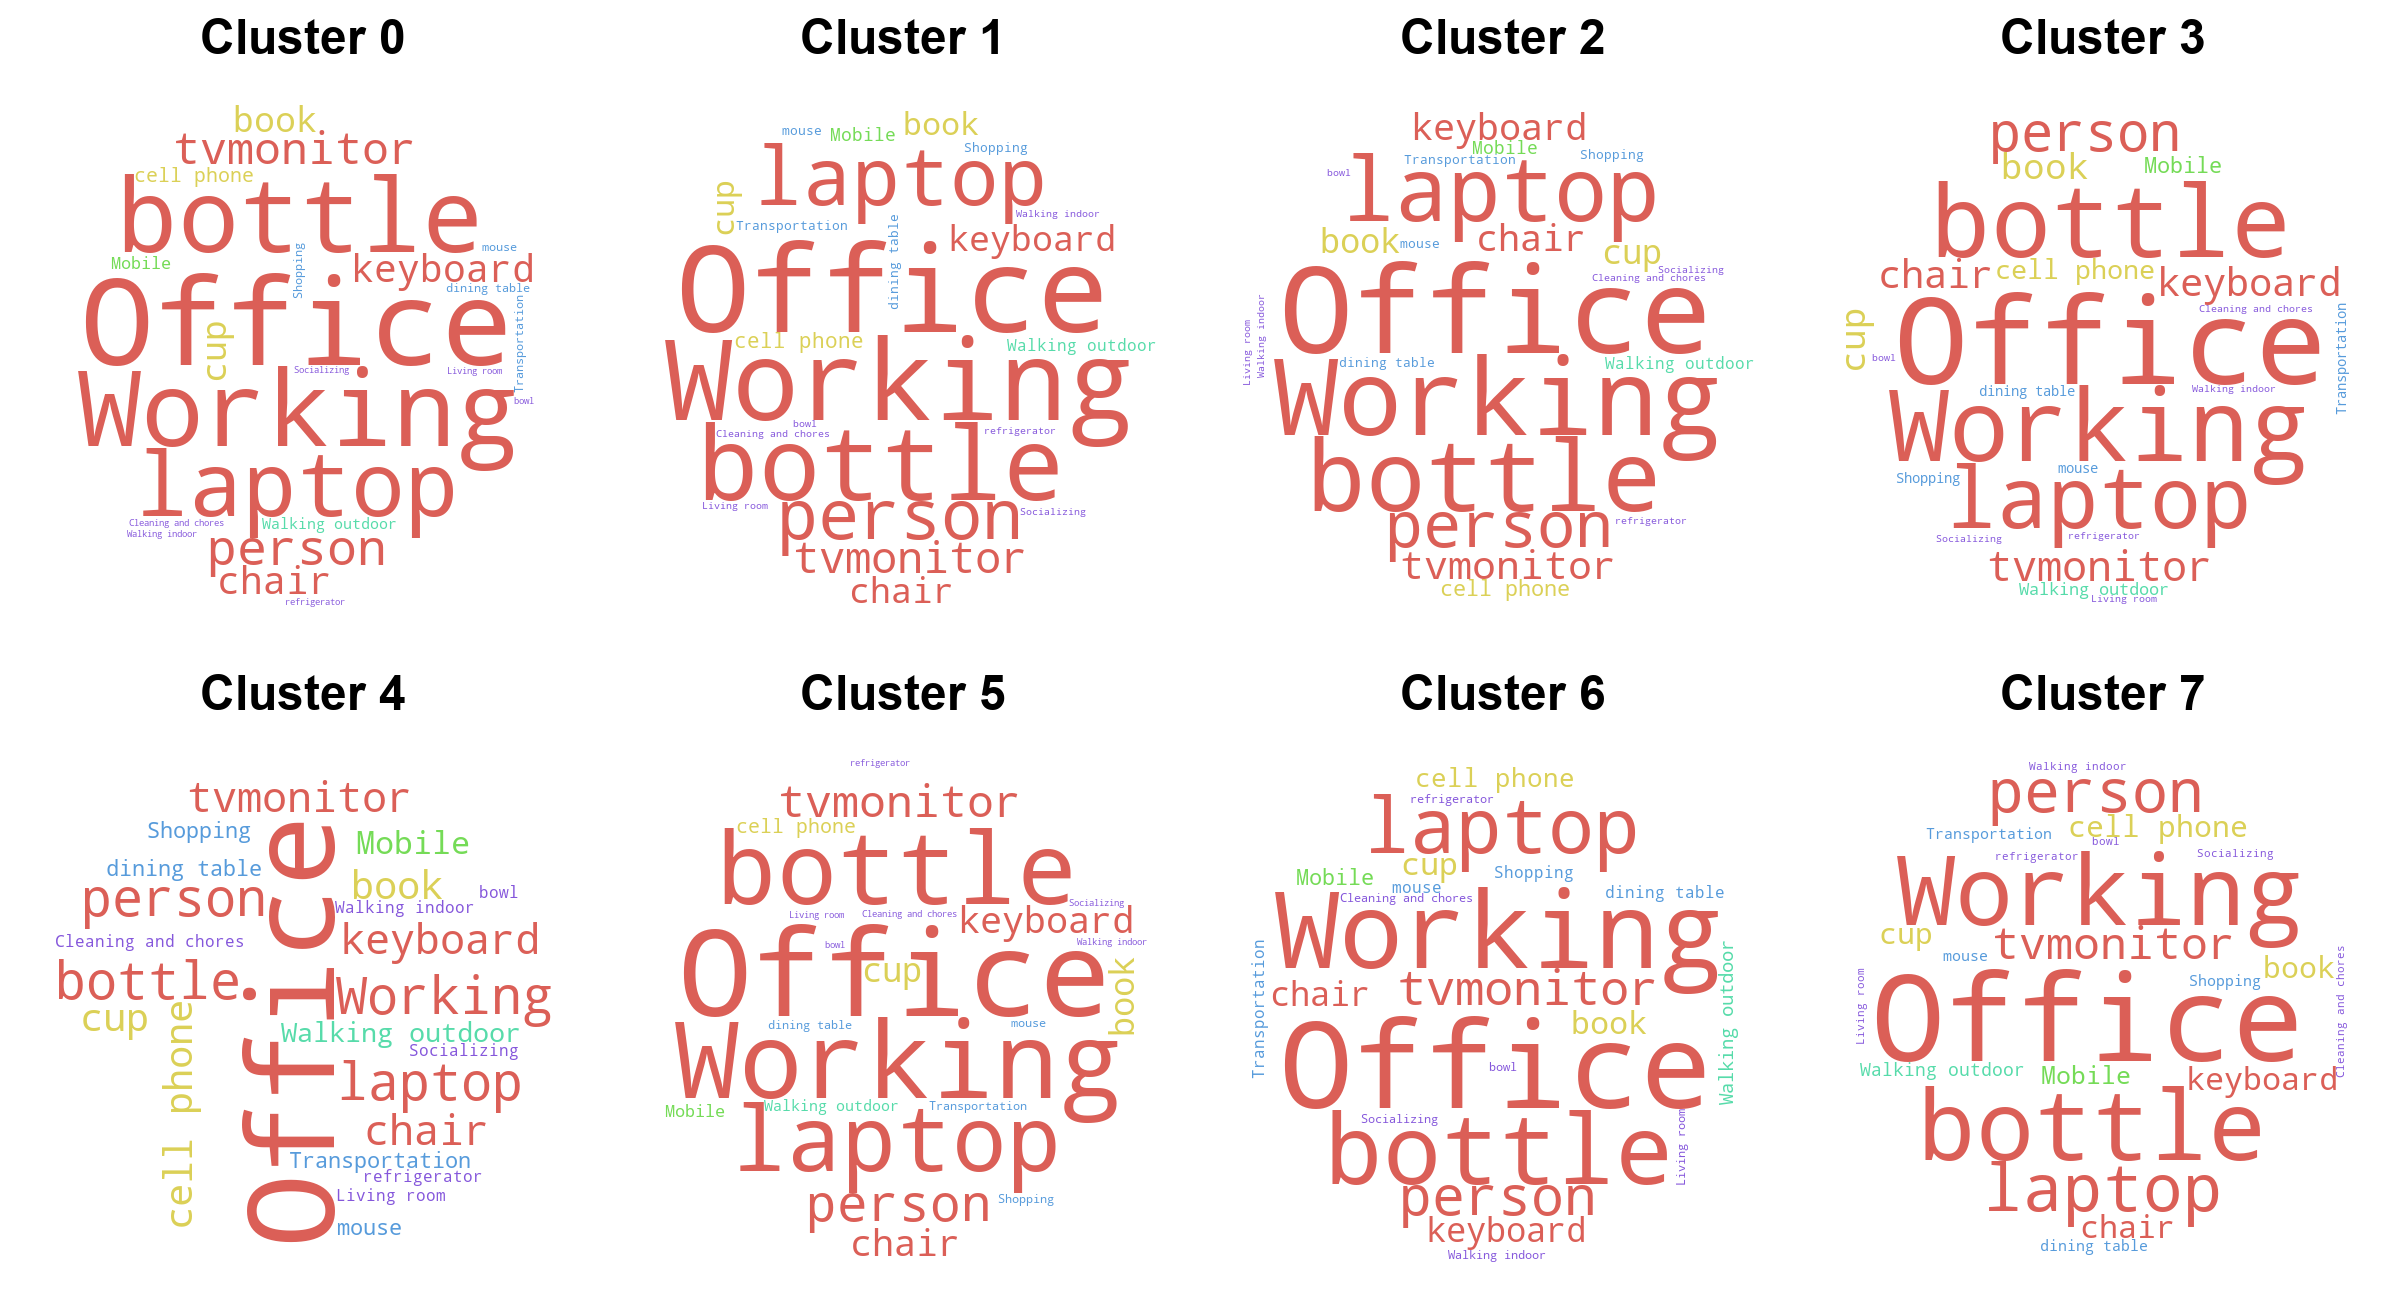 Cluster 0
book
tvmonitor
cell phone
bottle
mouse
Mobile
Shopping
keyboard
Office
dining table
Transportation
cup
Socializing
Living room
Working
bowl
laptop
Cleaning and chores
Walking outdoor
Walking indoor
person
chair
refrigerator
Cluster 1
mouse
Mobile
book
Shopping
laptop
cup
Walking indoor
Transportation
dining table
keyboard
Office
cell phone
Walking outdoor
Working
bowl
Cleaning and chores
refrigerator
bottle
Living room
person
Socializing
tvmonitor
chair
Cluster 2
keyboard
Mobile
Transportation
Shopping
bowl
laptop
book
mouse
chair
cup
Socializing
Cleaning and chores
Office
Living room
Walking indoor
dining table
Walking outdoor
Working
bottle
person
refrigerator
tvmonitor
cell phone
Cluster 3
person
book
Mobile
bottle
chair
cell phone
keyboard
Cleaning and chores
Office
cup
bowl
Transportation
dining table
Walking indoor
Working
Shopping
mouse
laptop
Socializing
refrigerator
tvmonitor
Walking outdoor
Living room
Cluster 4
tvmonitor
Shopping
Mobile
dining table
book
person
bowl
Walking indoor
Office
Cleaning and chores
keyboard
bottle
Working
cup
cell phone
Walking outdoor
Socializing
laptop
chair
Transportation
refrigerator
Living room
mouse
Cluster 5
refrigerator
tvmonitor
cell phone
bottle
Living room
Cleaning and chores
Socializing
keyboard
Walking indoor
bowl
Office
cup
book
dining table
mouse
Working
Mobile
Walking outdoor
Transportation
laptop
person
Shopping
chair
Cluster 6
cell phone
refrigerator
laptop
cup
Mobile
mouse
Shopping
Cleaning and chores
dining table
Working
Transportation
chair
tvmonitor
Walking outdoor
book
Office
bowl
Socializing
Living room
bottle
person
keyboard
Walking indoor
Cluster 7
Walking indoor
person
Transportation
cell phone
bowl
refrigerator
Socializing
Working
cup
tvmonitor
mouse
book
Shopping
Cleaning and chores
Living room
Office
Walking outdoor
Mobile
keyboard
bottle
laptop
chair
dining table